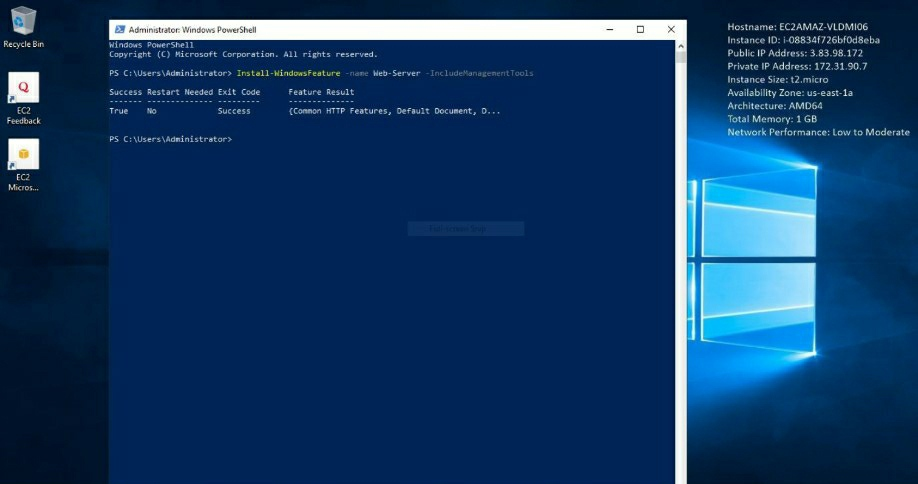 Recycle Bin
EC2
Feedback
EC2
Micros...
Administrator: Windows PowerShell
Windows PowerShell
Copyright (C) Microsoft Corporation. All rights reserved.
PS C:\Users\Administrator> Install-WindowsFeature -name Web-Server -IncludeManagementTools
Success Restart Needed Exit Code      Feature Result
------- -------------- ---------      --------------
True    No             Success        {Common HTTP Features, Default Document, D...
PS C:\Users\Administrator>
Hostname: EC2AMAZ-VLDMI06
Instance ID: i-08834f726bf0d8eba
Public IP Address: 3.83.98.172
Private IP Address: 172.31.90.7
Instance Size: t2.micro
Availability Zone: us-east-1a
Architecture: AMD64
Total Memory: 1 GB
Network Performance: Low to Moderate